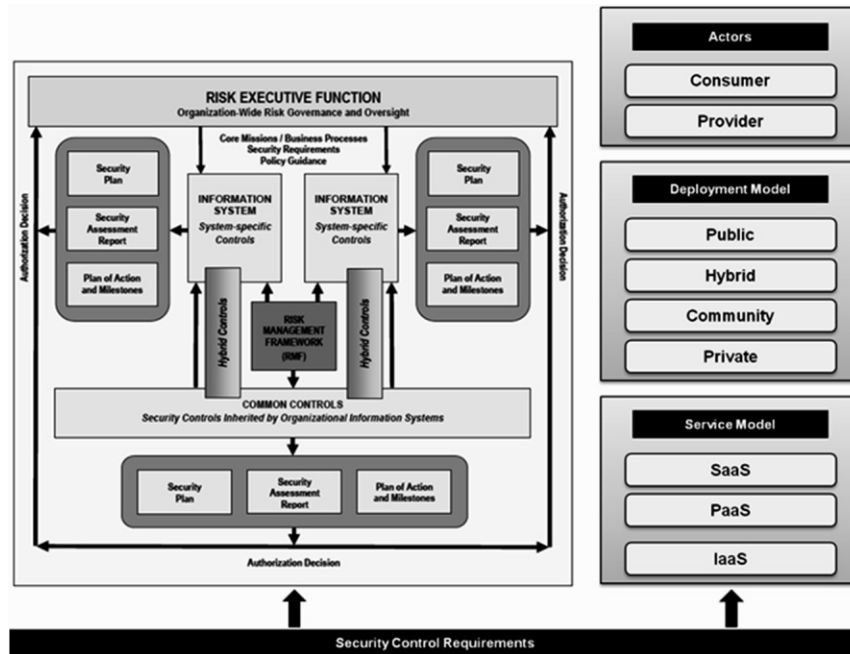 RISK EXECUTIVE FUNCTION
Organization-Wide Risk Governance and Oversight
Core Missions / Business Processes
Security Requirements
Policy Guidance
Authorization Decision
Security
Plan
Security
Assessment
Report
Plan of Action
and Milestones
INFORMATION
SYSTEM
System-specific
Controls
INFORMATION
SYSTEM
System-specific
Controls
Security
Plan
Security
Assessment
Report
Plan of Action
and Milestones
Authorization Decision
Hybrid Controls
RISK
MANAGEMENT
FRAMEWORK
(RMF)
Hybrid Controls
COMMON CONTROLS
Security Controls Inherited by Organizational Information Systems
Security
Plan
Security
Assessment
Report
Plan of Action
and Milestones
Authorization Decision
Actors
Consumer
Provider
Deployment Model
Public
Hybrid
Community
Private
Service Model
SaaS
PaaS
IaaS
Security Control Requirements